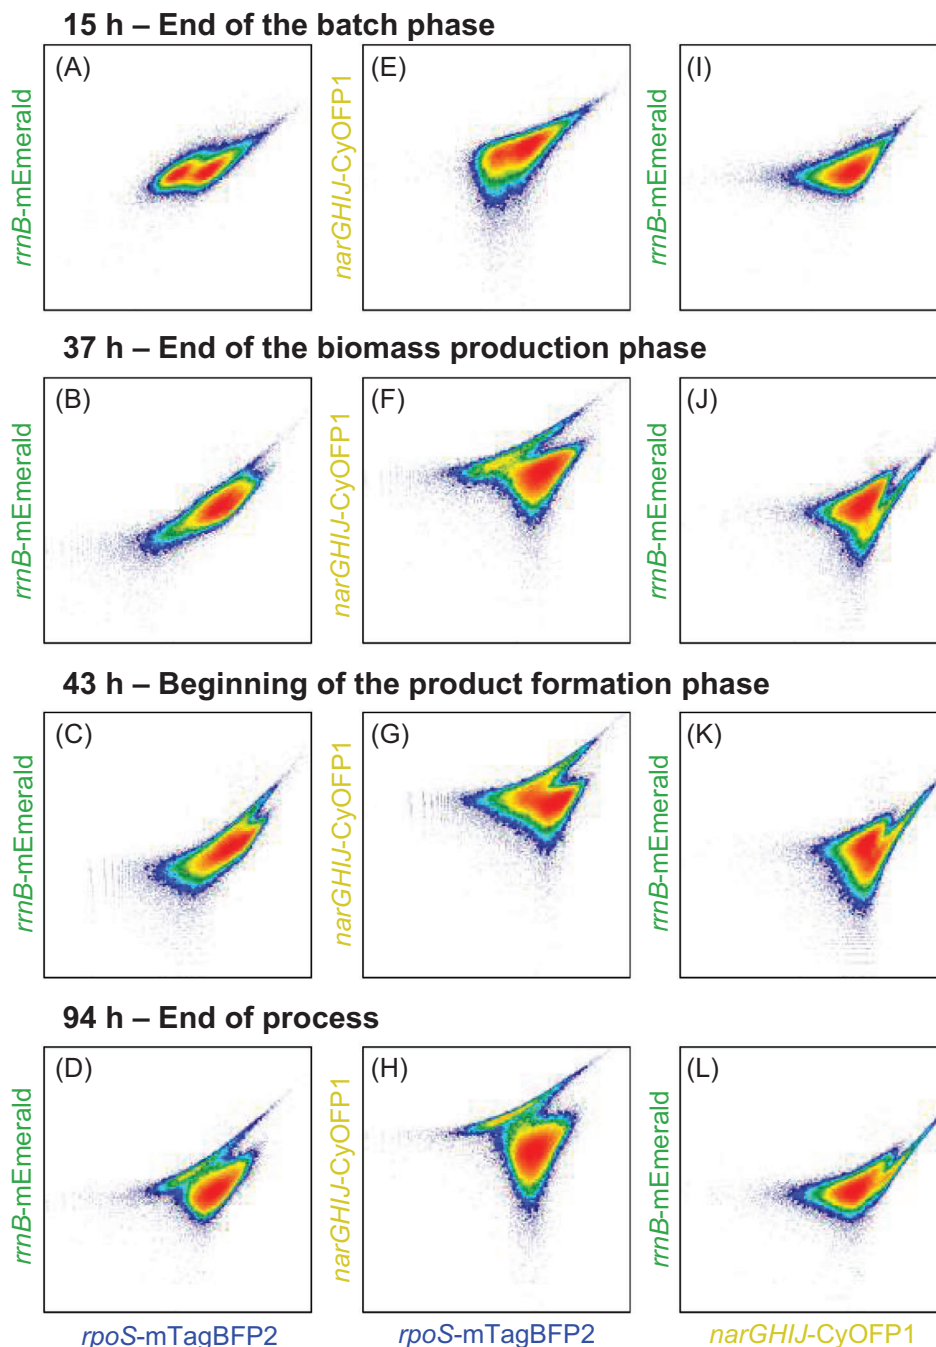 15 h – End of the batch phase
(A) (E) (I)
rrnB-mEmerald narGHIJ-CyOFP1 rrnB-mEmerald
37 h – End of the biomass production phase
(B) (F) (J)
rrnB-mEmerald narGHIJ-CyOFP1 rrnB-mEmerald
43 h – Beginning of the product formation phase
(C) (G) (K)
rrnB-mEmerald narGHIJ-CyOFP1 rrnB-mEmerald
94 h – End of process
(D) (H) (L)
rrnB-mEmerald narGHIJ-CyOFP1 rrnB-mEmerald
rpoS-mTagBFP2 rpoS-mTagBFP2 narGHIJ-CyOFP1